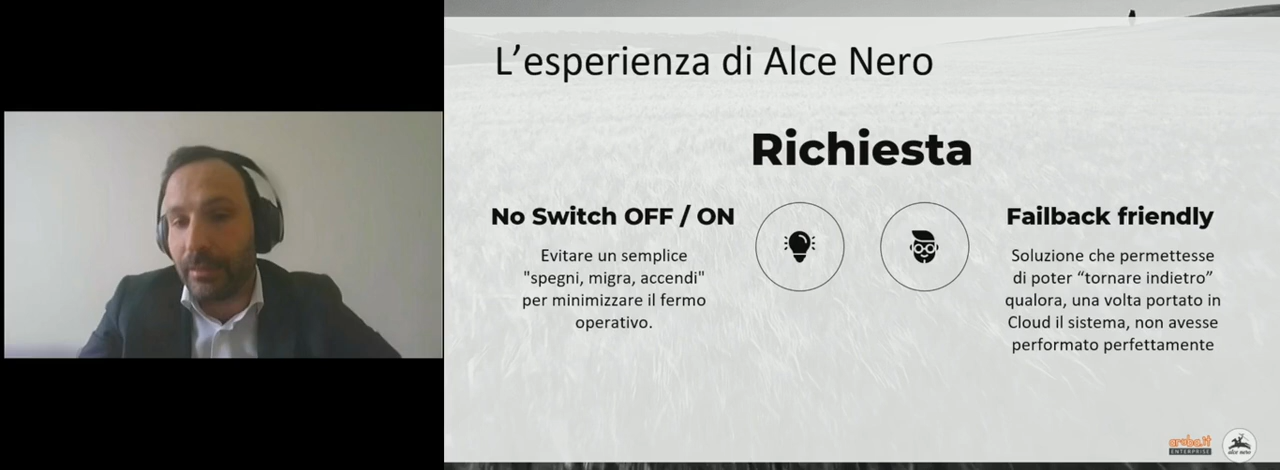 L’esperienza di Alce Nero
Richiesta
No Switch OFF / ON
Evitare un semplice
"spegni, migra, accendi"
per minimizzare il fermo
operativo.
Failback friendly
Soluzione che permettesse
di poter “tornare indietro”
qualora, una volta portato in
Cloud il sistema, non avesse
performato perfettamente
aruba.it
ENTERPRISE
alce nero